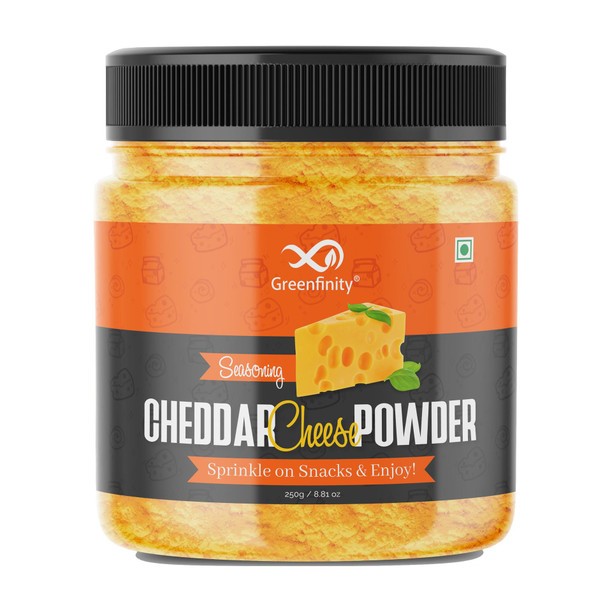 Greenfinity®
Seasoning
CHEDDAR Cheese POWDER
Sprinkle on Snacks & Enjoy!
250g / 8.81 oz